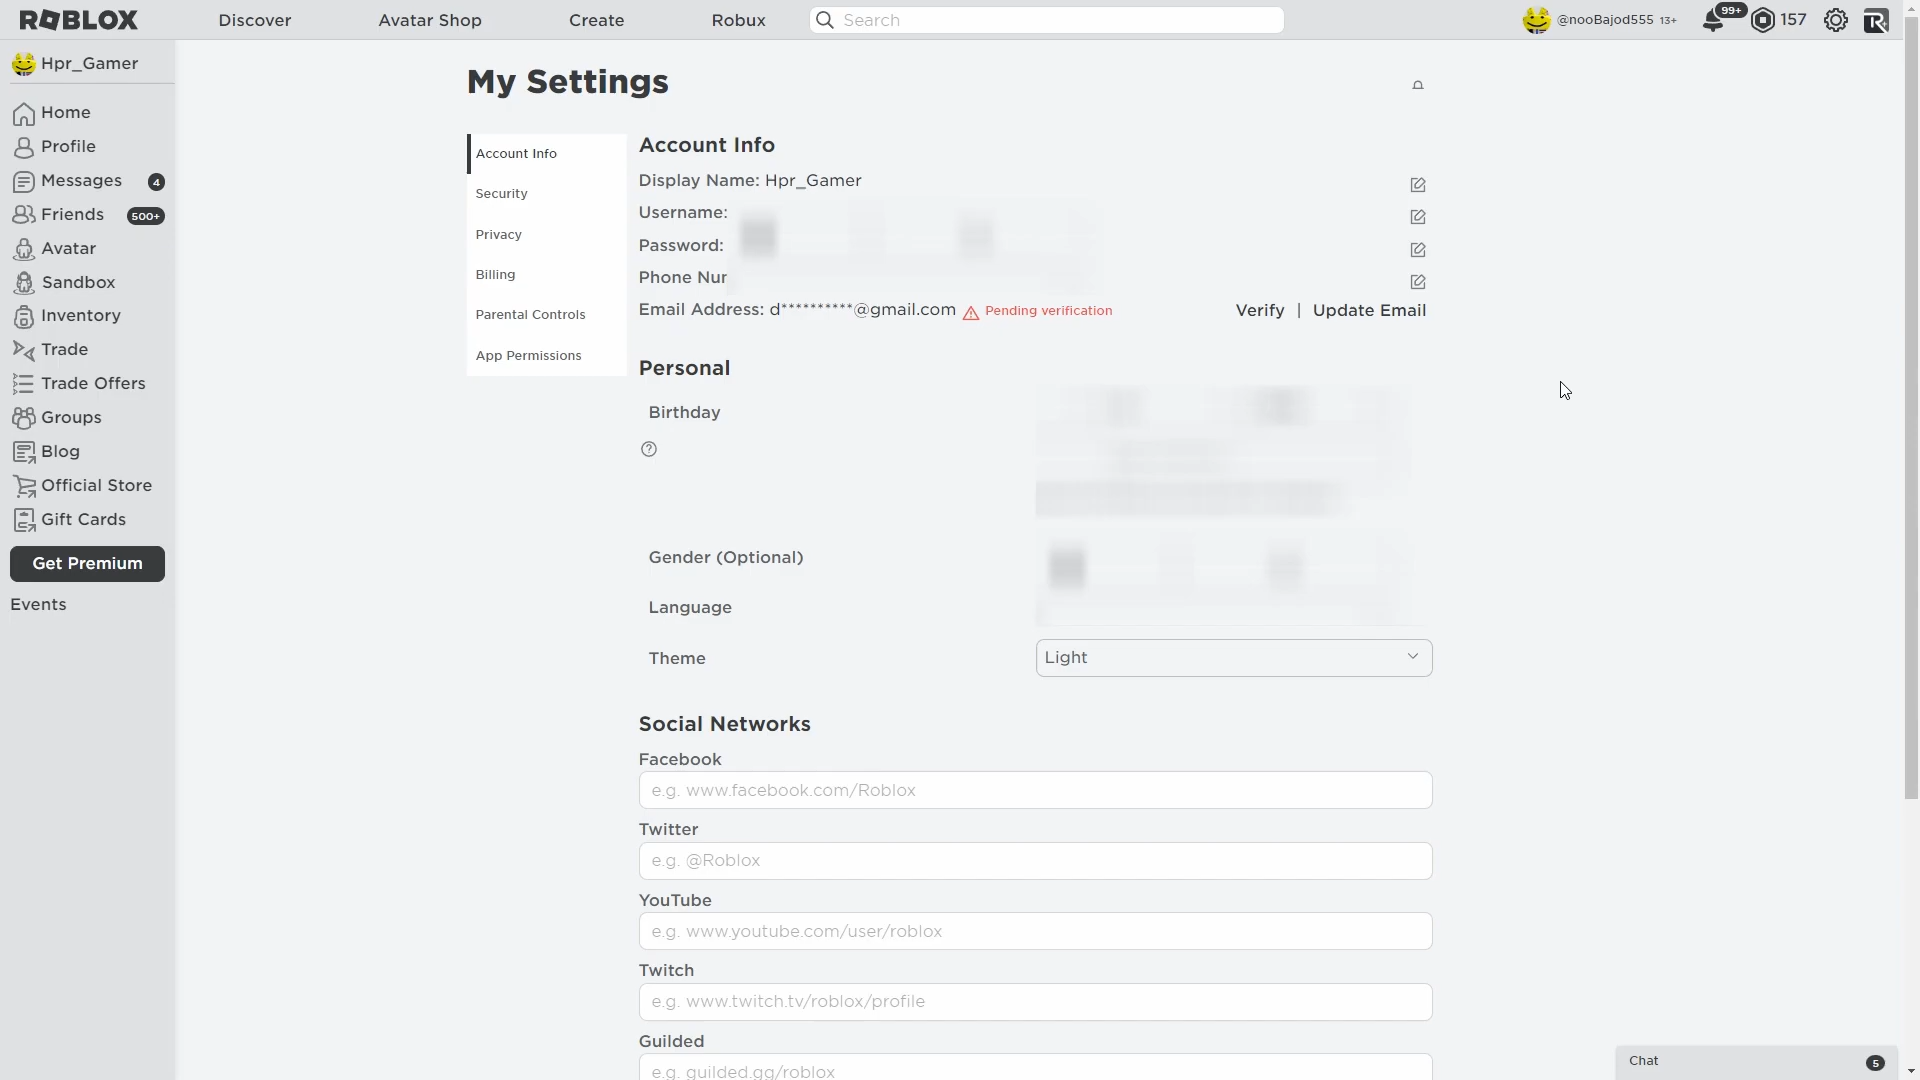 ROBLOX
Discover
Avatar Shop
Create
Robux
Search
@nooBajod555 13+
99+
157
Hpr_Gamer
Home
Profile
Messages 4
Friends 500+
Avatar
Sandbox
Inventory
Trade
Trade Offers
Groups
Blog
Official Store
Gift Cards
Get Premium
Events
My Settings
Account Info
Security
Privacy
Billing
Parental Controls
App Permissions
Account Info
Display Name: Hpr_Gamer
Username:
Password:
Phone Nur
Email Address: d**********@gmail.com Pending verification Verify | Update Email
Personal
Birthday
Gender (Optional)
Language
Theme Light
Social Networks
Facebook
e.g. www.facebook.com/Roblox
Twitter
e.g. @Roblox
YouTube
e.g. www.youtube.com/user/roblox
Twitch
e.g. www.twitch.tv/roblox/profile
Guilded
e.g. guilded.gg/roblox
Chat 5